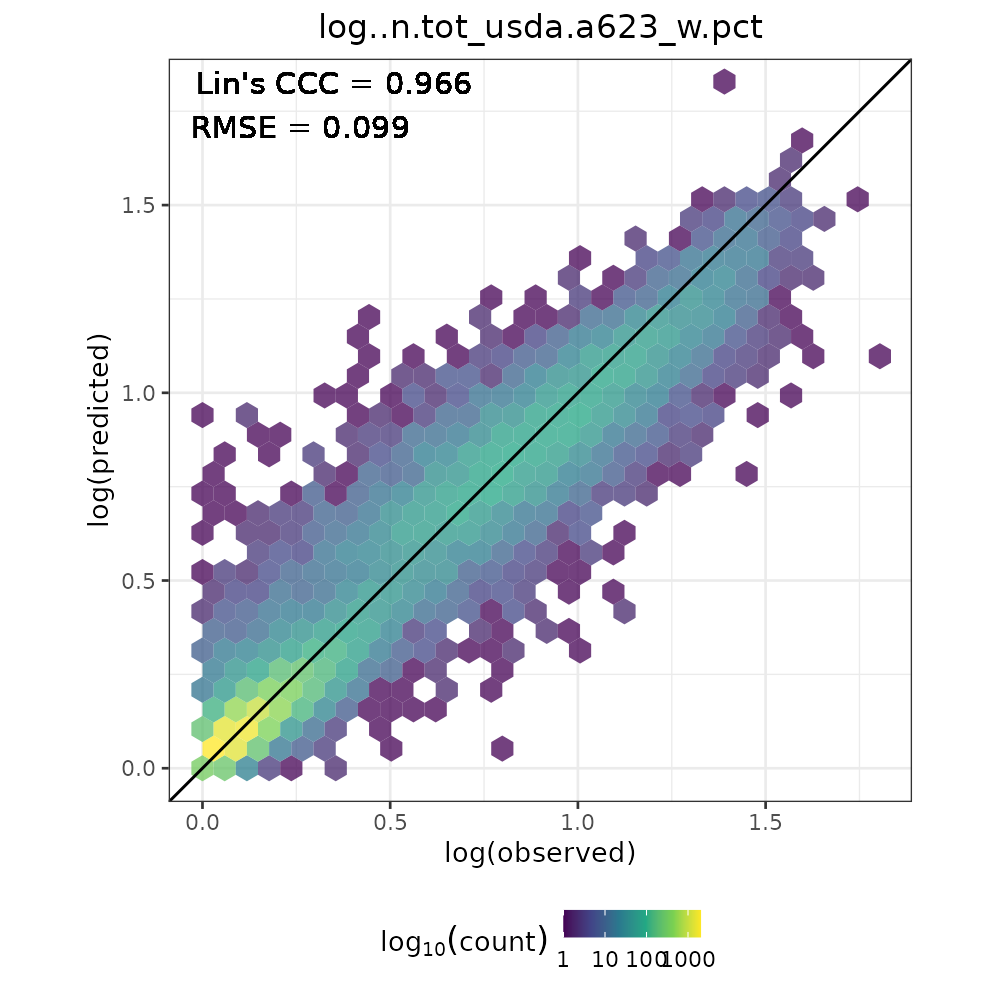 log..n.tot_usda.a623_w.pct
Lin's CCC = 0.966
RMSE = 0.099
log(predicted)
1.5
1.0
0.5
0.0
0.0 0.5 1.0 1.5
log(observed)
log10(count)
1 10 100 1000